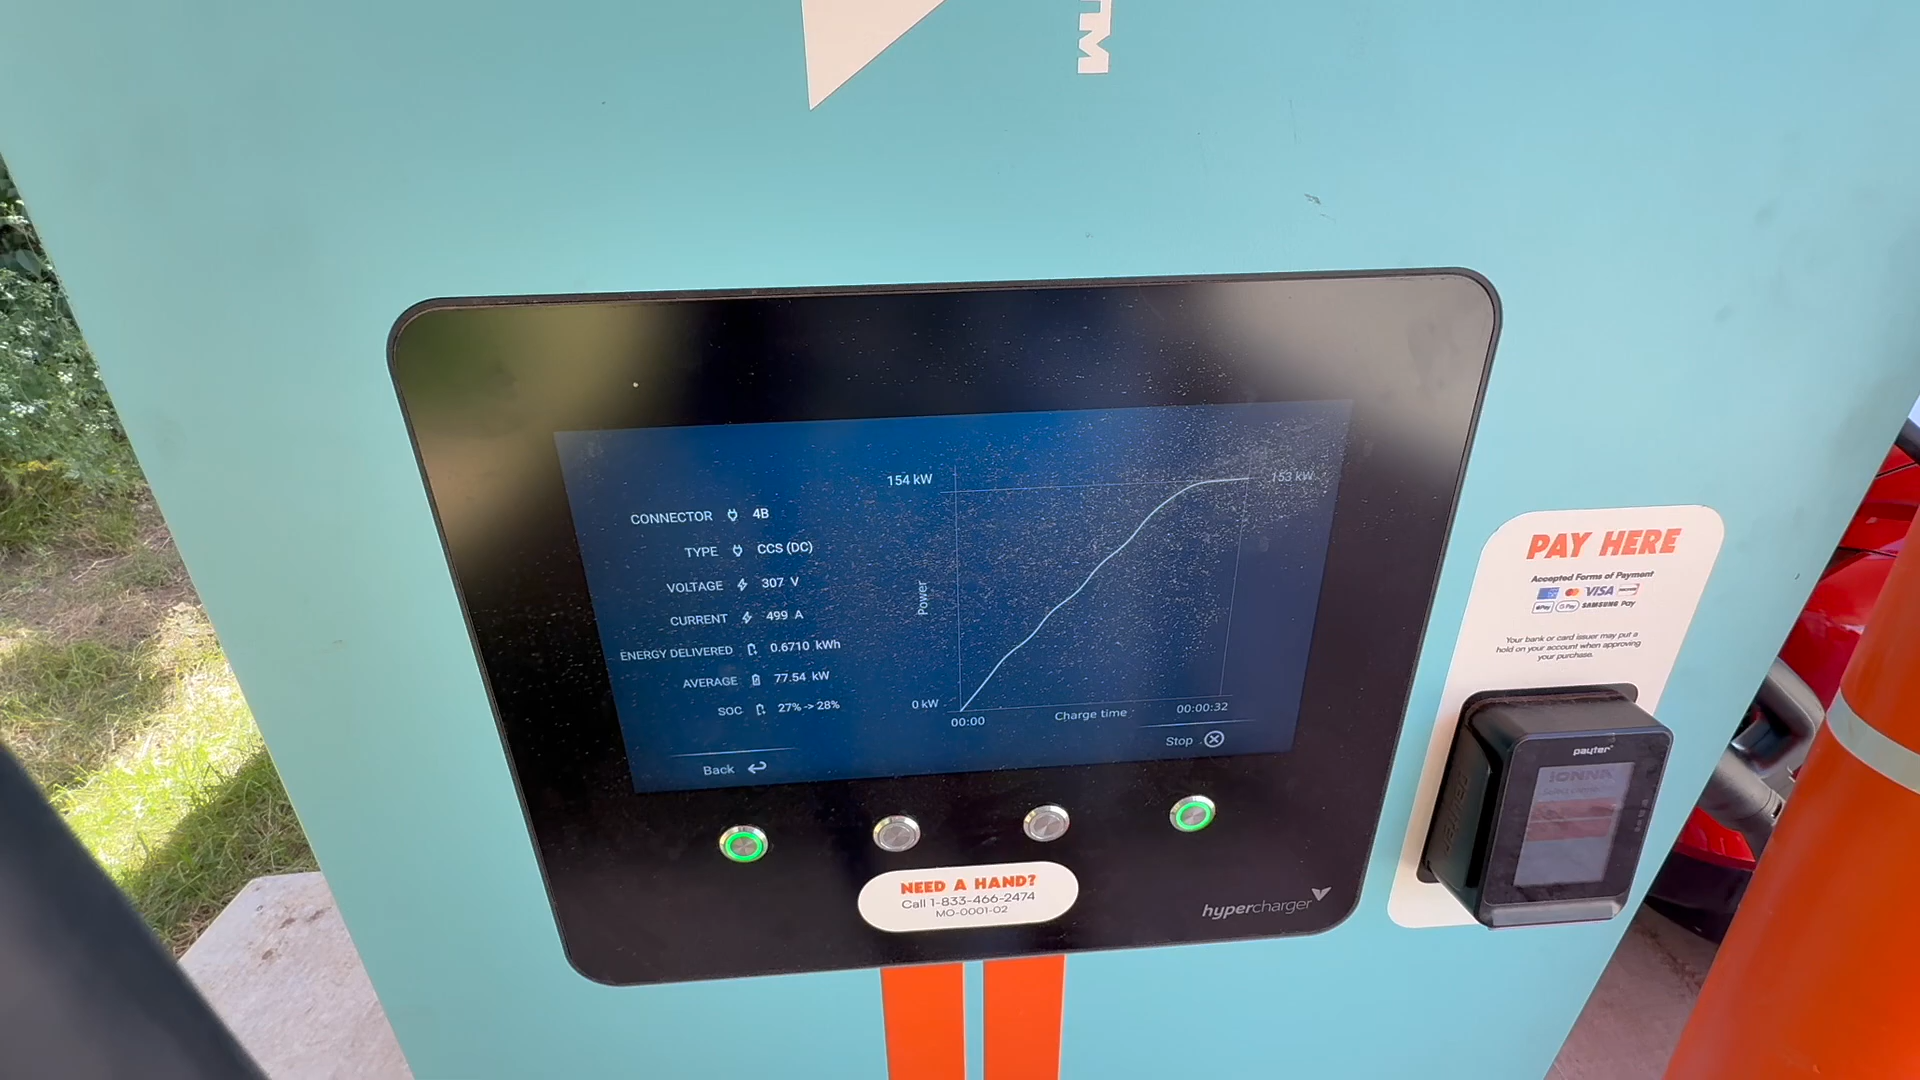 154 kW
153 kW
CONNECTOR 4B
TYPE CCS (DC)
VOLTAGE 307 V
CURRENT 499 A
ENERGY DELIVERED 0.6710 kWh
AVERAGE 77.54 kW
SOC 27% -> 28%
Power
0 kW
00:00
Charge time
00:00:32
Back
Stop
NEED A HAND?
Call 1-833-466-2474
MO-0001-02
hypercharger
PAY HERE
Accepted Forms of Payment
VISA
Pay
G Pay
SAMSUNG Pay
Your bank or card issuer may put a
hold on your account when approving
your purchase.
payter
IONNA